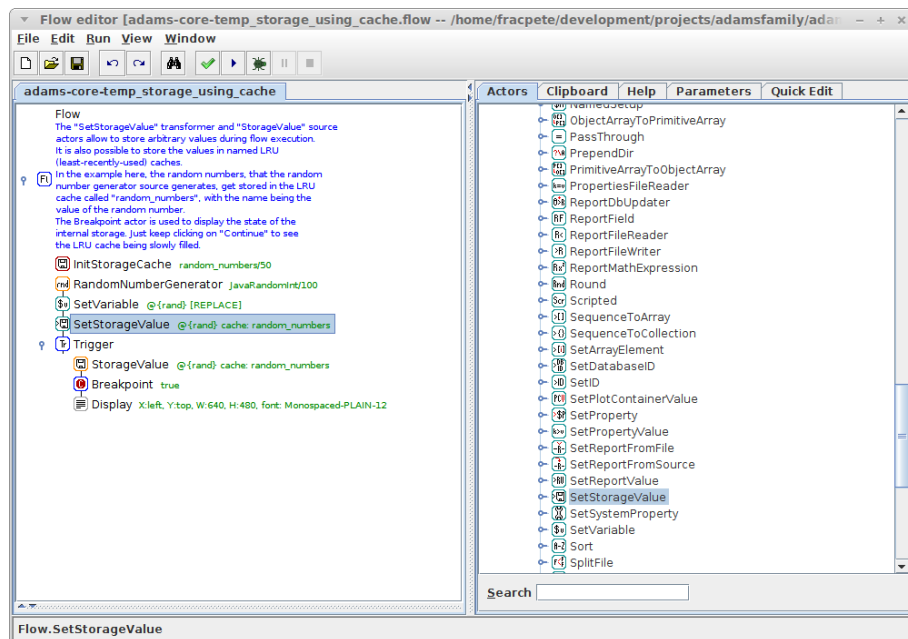 Flow editor [adams-core-temp_storage_using_cache.flow -- /home/fracpete/development/projects/adamsfamily/adam
File Edit Run View Window
adams-core-temp_storage_using_cache
Flow
The "SetStorageValue" transformer and "StorageValue" source
actors allow to store arbitrary values during flow execution.
It is also possible to store the values in named LRU
(least-recently-used) caches.
In the example here, the random numbers, that the random
number generator source generates, get stored in the LRU
cache called "random_numbers", with the name being the
value of the random number.
The Breakpoint actor is used to display the state of the
internal storage. Just keep clicking on "Continue" to see
the LRU cache being slowly filled.
InitStorageCache random_numbers/50
RandomNumberGenerator JavaRandomInt/100
SetVariable @{rand} [REPLACE]
SetStorageValue @{rand} cache: random_numbers
Trigger
StorageValue @{rand} cache: random_numbers
Breakpoint true
Display X:left, Y:top, W:640, H:480, font: Monospaced-PLAIN-12
Actors Clipboard Help Parameters Quick Edit
NamedSetup
ObjectArrayToPrimitiveArray
PassThrough
PrependDir
PrimitiveArrayToObjectArray
PropertiesFileReader
ReportDbUpdater
ReportField
ReportFileReader
ReportFileWriter
ReportMathExpression
Round
Scripted
SequenceToArray
SequenceToCollection
SetArrayElement
SetDatabaseID
SetID
SetPlotContainerValue
SetProperty
SetPropertyValue
SetReportFromFile
SetReportFromSource
SetReportValue
SetStorageValue
SetSystemProperty
SetVariable
Sort
SplitFile
Search
Flow.SetStorageValue